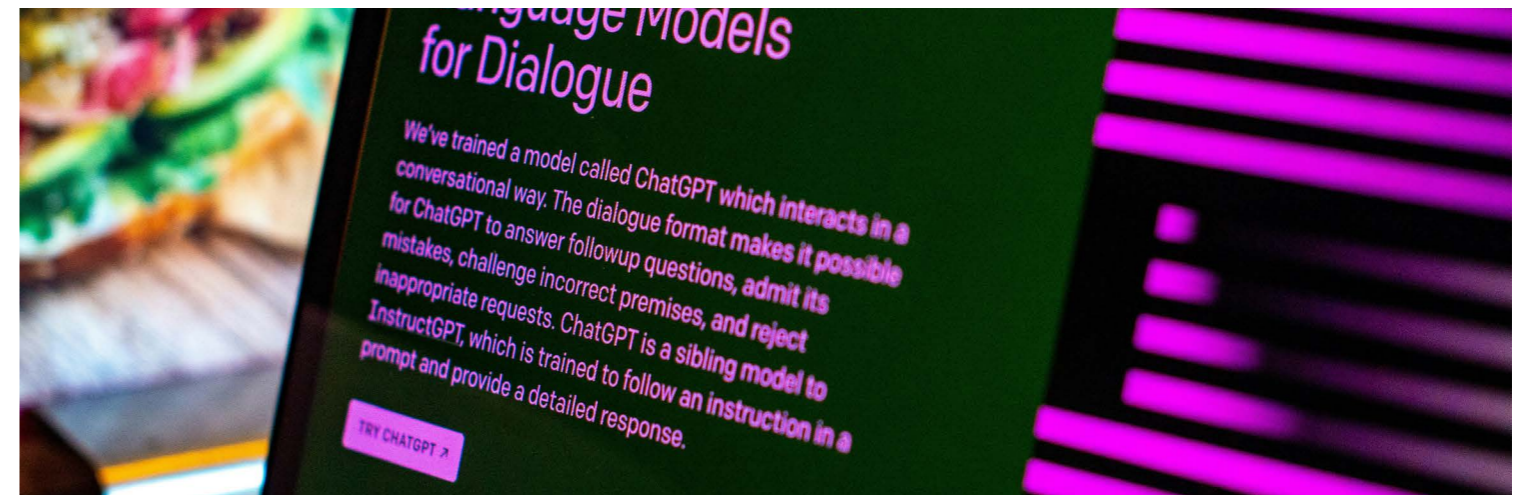 Language Models
for Dialogue
We've trained a model called ChatGPT which interacts in a
conversational way. The dialogue format makes it possible
for ChatGPT to answer followup questions, admit its
mistakes, challenge incorrect premises, and reject
inappropriate requests. ChatGPT is a sibling model to
InstructGPT, which is trained to follow an instruction in a
prompt and provide a detailed response.
TRY CHATGPT ↗